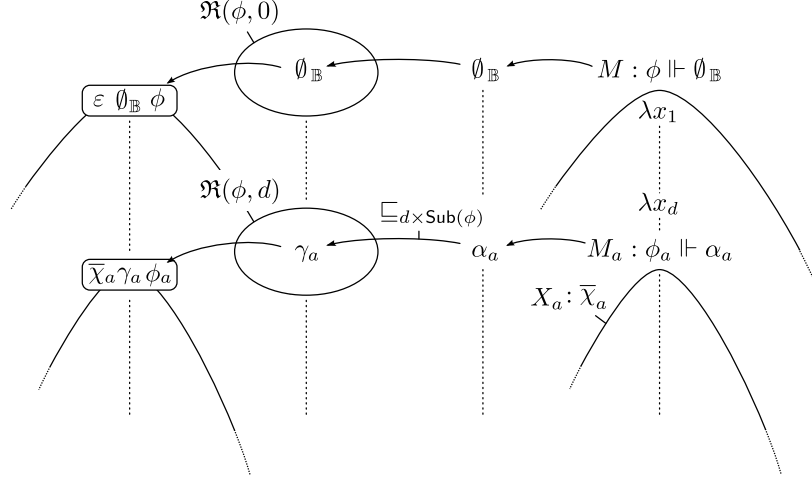 ℜ(ϕ, 0)
∅_𝔹 ∅_𝔹 M : ϕ ⊩ ∅_𝔹
ε ∅_𝔹 ϕ
λx_1
ℜ(ϕ, d) λx_d
⊑_{d×Sub(ϕ)}
γ_a α_a M_a : ϕ_a ⊩ α_a
χ̅_a γ_a ϕ_a
X_a : χ̅_a